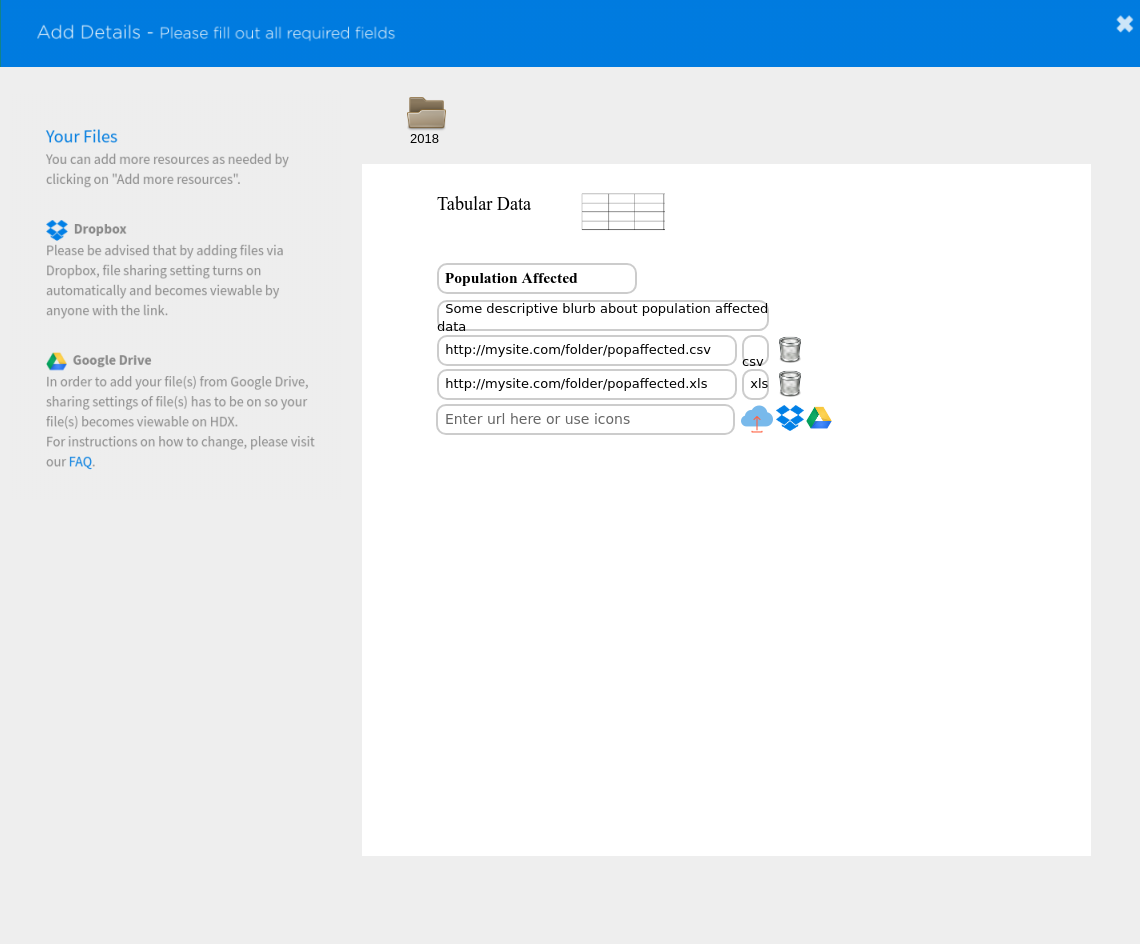 Add Details - Please fill out all required fields
2018
Your Files
You can add more resources as needed by
clicking on "Add more resources".
Dropbox
Please be advised that by adding files via
Dropbox, file sharing setting turns on
automatically and becomes viewable by
anyone with the link.
Google Drive
In order to add your file(s) from Google Drive,
sharing settings of file(s) has to be on so your
file(s) becomes viewable on HDX.
For instructions on how to change, please visit
our FAQ.
Tabular Data
Population Affected
Some descriptive blurb about population affected
data
http://mysite.com/folder/popaffected.csv
csv
http://mysite.com/folder/popaffected.xls
xls
Enter url here or use icons